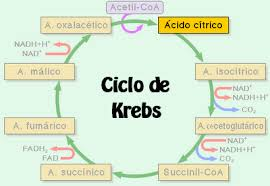 Acetil-CoA
A. oxalacético
Ácido cítrico
NADH+H⁺
NAD⁺
A. málico
A. isocítrico
NAD⁺
NADH+H⁺
CO₂
Ciclo de
Krebs
A. fumárico
A. α-cetoglutárico
NAD⁺
NADH+H⁺
CO₂
FADH₂
FAD
A. succínico
Succinil-CoA